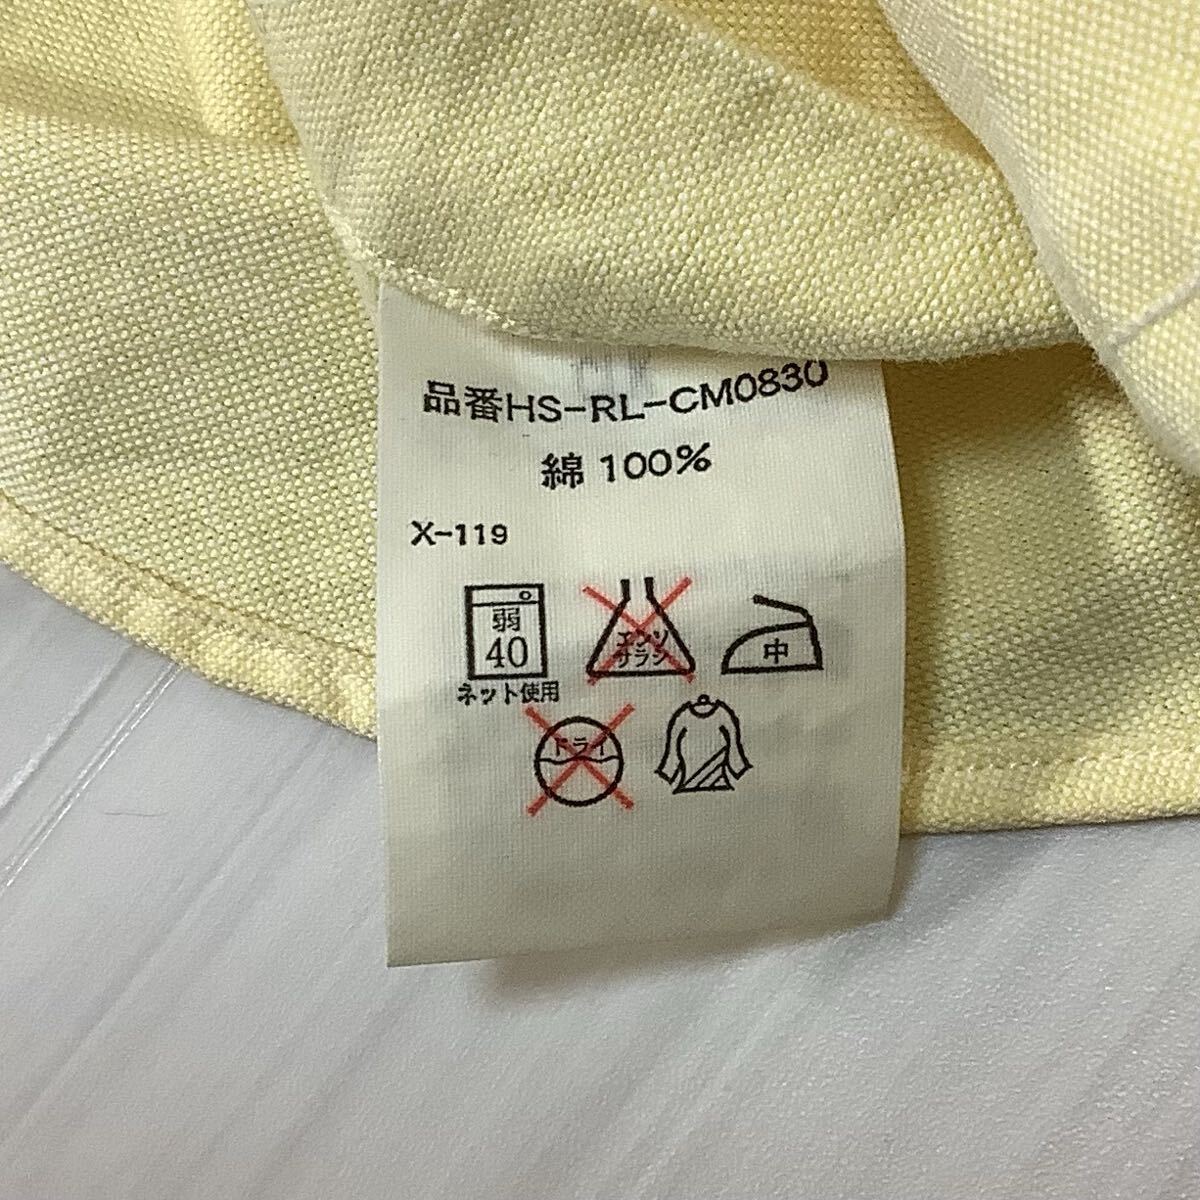 品番HS-RL-CM0830
綿 100%
X-119
弱
40
ネット使用
エンソ
サラシ
中
ドライ